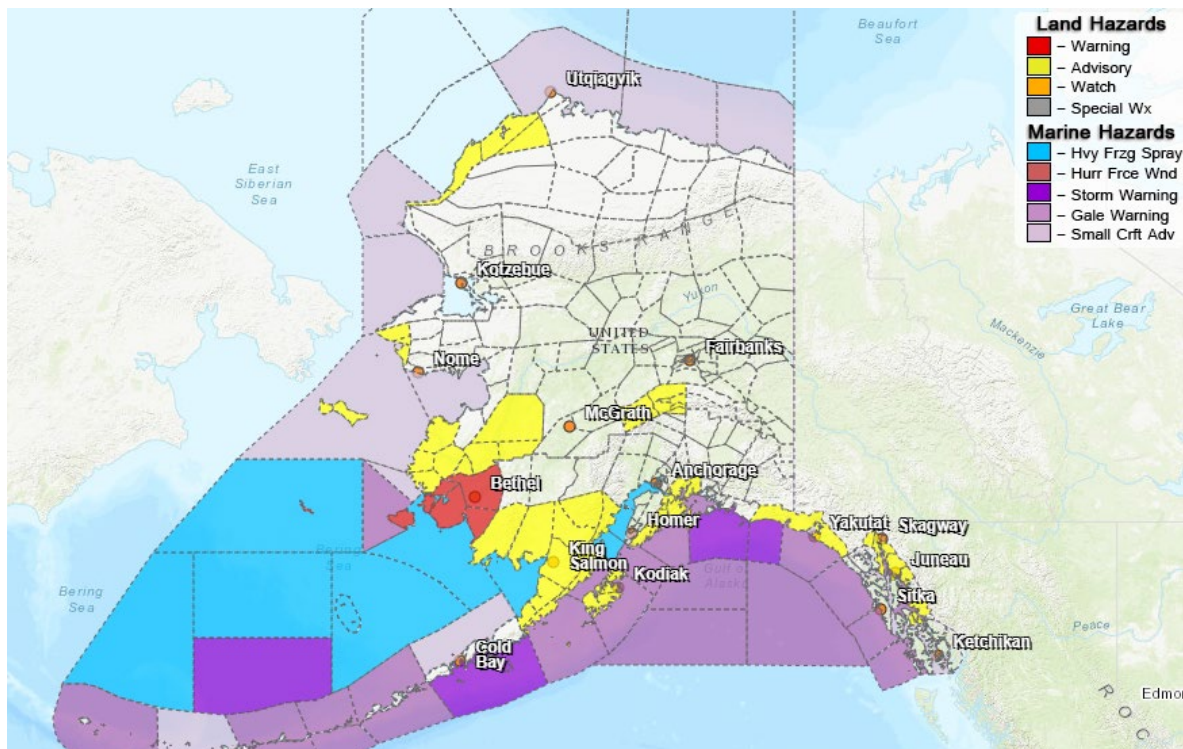 Land Hazards
– Warning
– Advisory
– Watch
– Special Wx
Marine Hazards
– Hvy Frzg Spray
– Hurr Frce Wnd
– Storm Warning
– Gale Warning
– Small Crft Adv
Beaufort
Sea
Utqiagvik
East
Siberian
Sea
BROOKS RANGE
Kotzebue
Yukon
Great Bear
Lake
Mackenzie
UNITED
STATES
Fairbanks
Nome
McGrath
Anchorage
Bethel
Homer
Yakutat
Skagway
King
Salmon
Juneau
Kodiak
Gulf of
Alaska
Bering
Sea
Sitka
Peace
Cold
Bay
Ketchikan
Edmor
R O C